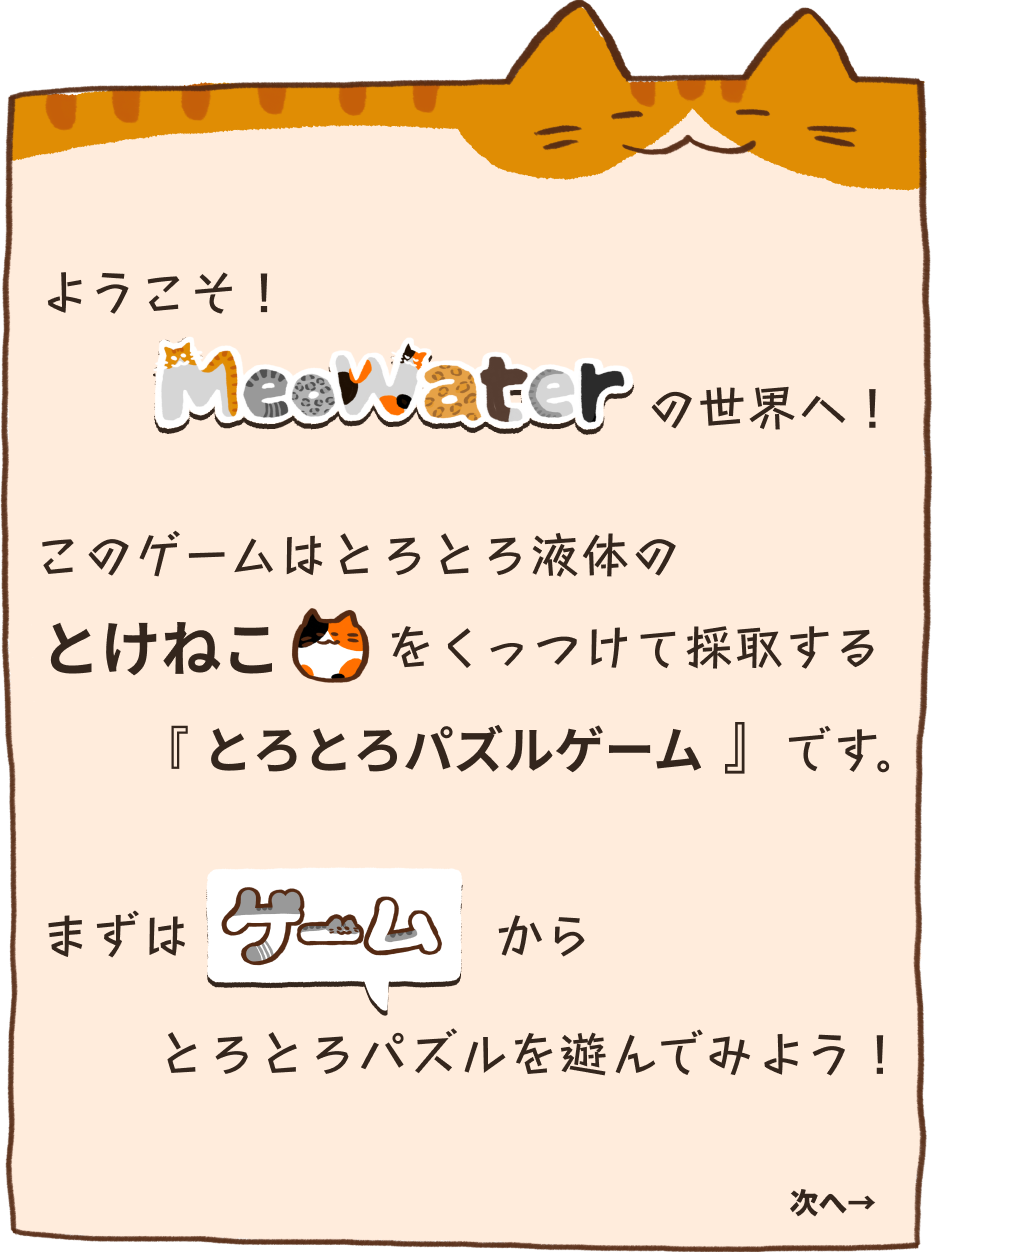 ようこそ！
MeoWater の世界へ！
このゲームはとろとろ液体の
とけねこ をくっつけて採取する
『とろとろパズルゲーム』です。
まずは ゲーム から
とろとろパズルを遊んでみよう！
次へ→